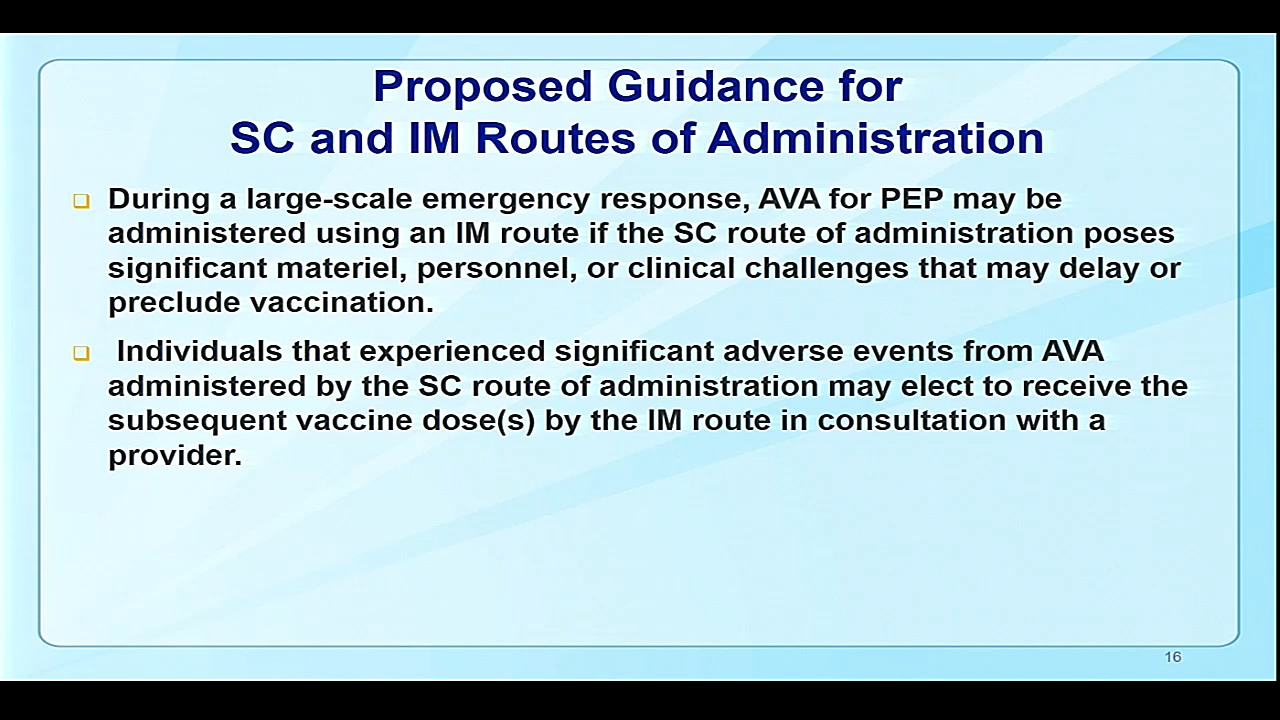 Proposed Guidance for
SC and IM Routes of Administration
During a large-scale emergency response, AVA for PEP may be
administered using an IM route if the SC route of administration poses
significant materiel, personnel, or clinical challenges that may delay or
preclude vaccination.
Individuals that experienced significant adverse events from AVA
administered by the SC route of administration may elect to receive the
subsequent vaccine dose(s) by the IM route in consultation with a
provider.
16